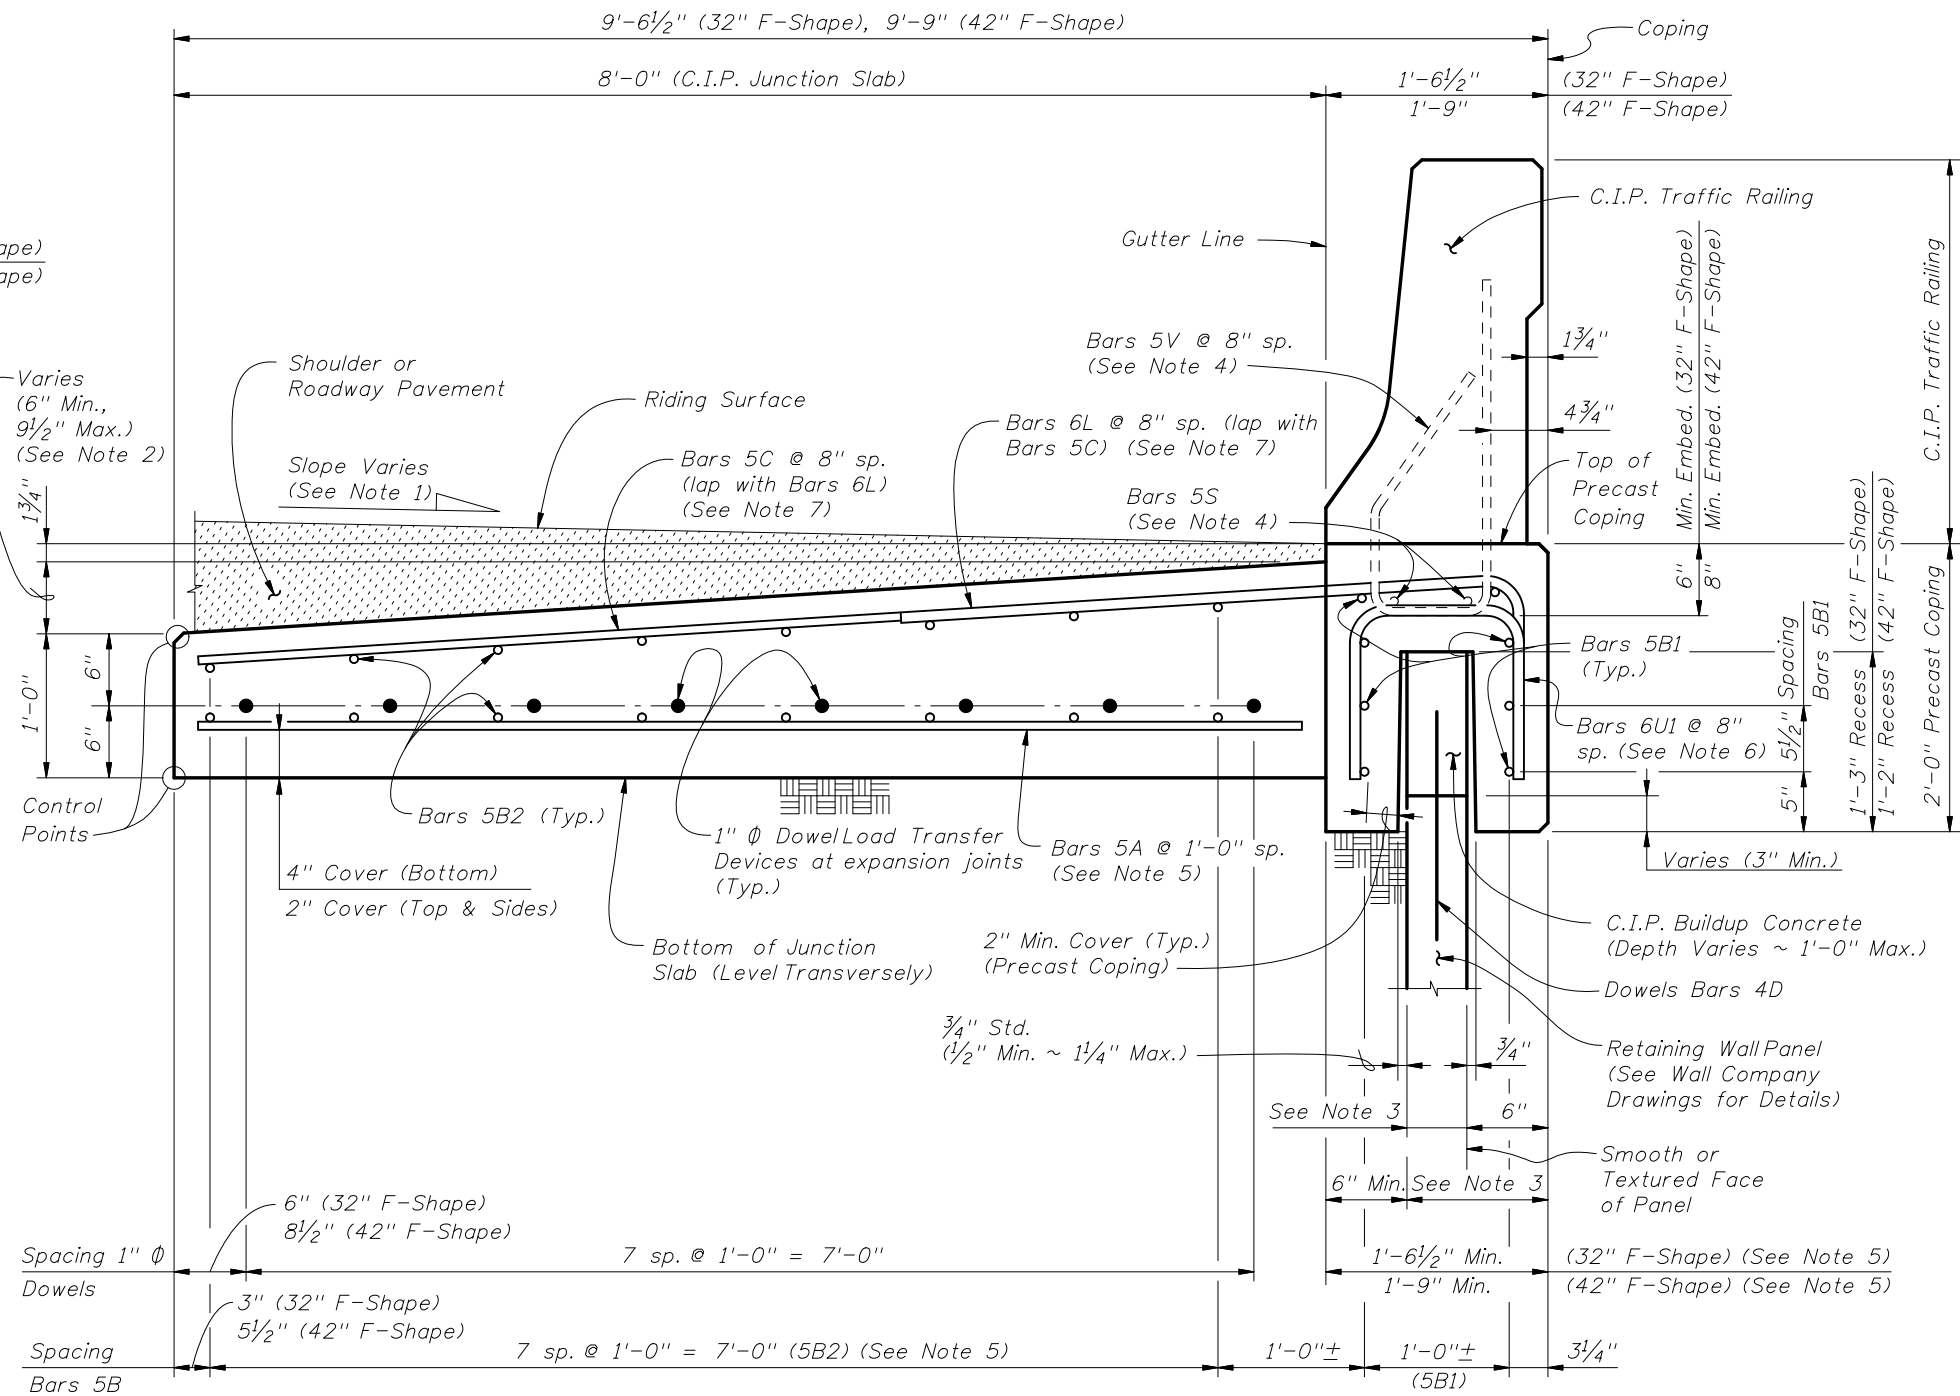 9'-6½" (32" F-Shape), 9'-9" (42" F-Shape)
Coping
8'-0" (C.I.P. Junction Slab)
1'-6½"
(32" F-Shape)
1'-9"
(42" F-Shape)
C.I.P. Traffic Railing
Gutter Line
ape)
ape)
Min. Embed. (32" F-Shape)
Min. Embed. (42" F-Shape)
6"
8"
C.I.P. Traffic Railing
1¾"
4¾"
Bars 5V @ 8" sp.
(See Note 4)
Varies
(6" Min.,
9½" Max.)
(See Note 2)
1¾"
Shoulder or
Roadway Pavement
Riding Surface
Slope Varies
(See Note 1)
Bars 5C @ 8" sp.
(lap with Bars 6L)
(See Note 7)
Bars 6L @ 8" sp. (lap with
Bars 5C) (See Note 7)
Bars 5S
(See Note 4)
Top of
Precast
Coping
1'-3" Recess (32" F-Shape)
1'-2" Recess (42" F-Shape)
2'-0" Precast Coping
5½" Spacing
Bars 5B1
5"
Bars 5B1
(Typ.)
Bars 6U1 @ 8"
sp. (See Note 6)
1'-0"
6"
6"
Control
Points
Bars 5B2 (Typ.)
1" ϕ Dowel Load Transfer
Devices at expansion joints
(Typ.)
Bars 5A @ 1'-0" sp.
(See Note 5)
Varies (3" Min.)
4" Cover (Bottom)
2" Cover (Top & Sides)
Bottom of Junction
Slab (Level Transversely)
2" Min. Cover (Typ.)
(Precast Coping)
C.I.P. Buildup Concrete
(Depth Varies ~ 1'-0" Max.)
Dowels Bars 4D
¾" Std.
(½" Min. ~ 1¼" Max.)
¾"
Retaining Wall Panel
(See Wall Company
Drawings for Details)
See Note 3
6"
Smooth or
Textured Face
of Panel
6" Min.
See Note 3
6" (32" F-Shape)
8½" (42" F-Shape)
Spacing 1" ϕ
Dowels
7 sp. @ 1'-0" = 7'-0"
1'-6½" Min.
(32" F-Shape) (See Note 5)
1'-9" Min.
(42" F-Shape) (See Note 5)
3" (32" F-Shape)
5½" (42" F-Shape)
Spacing
Bars 5B
7 sp. @ 1'-0" = 7'-0" (5B2) (See Note 5)
1'-0"±
1'-0"±
(5B1)
3¼"